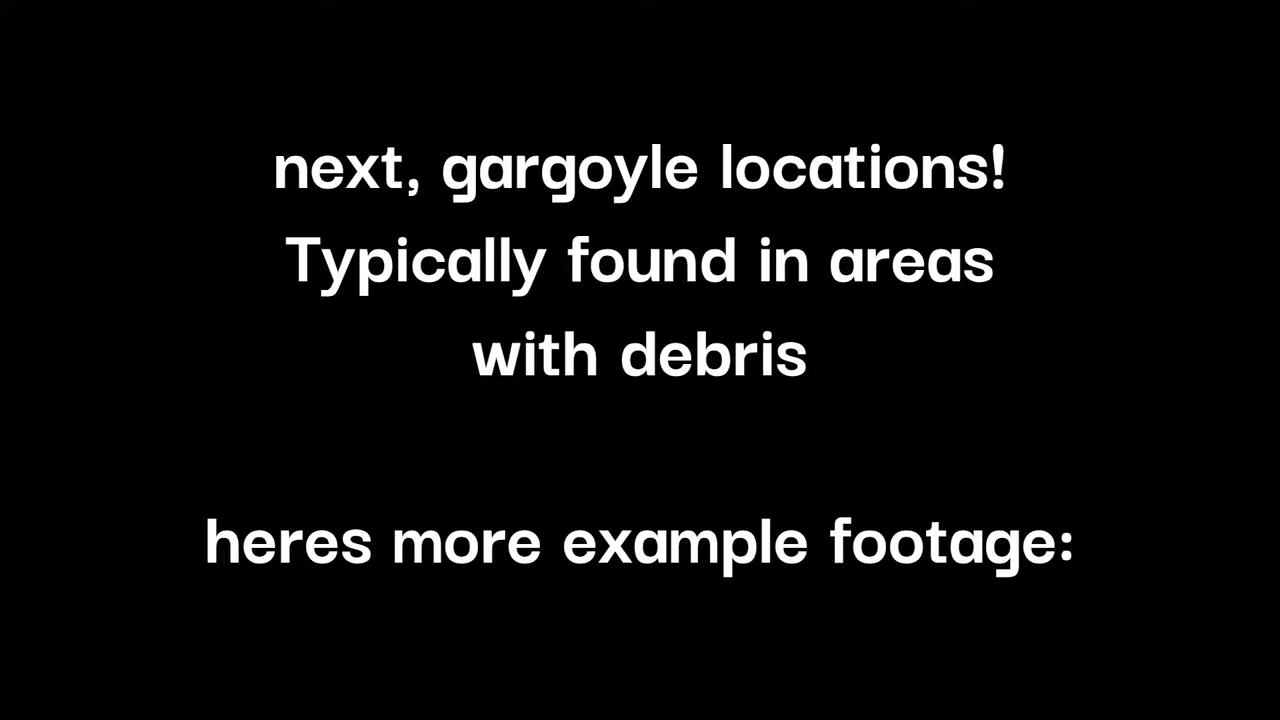 next, gargoyle locations!
Typically found in areas
with debris
heres more example footage: